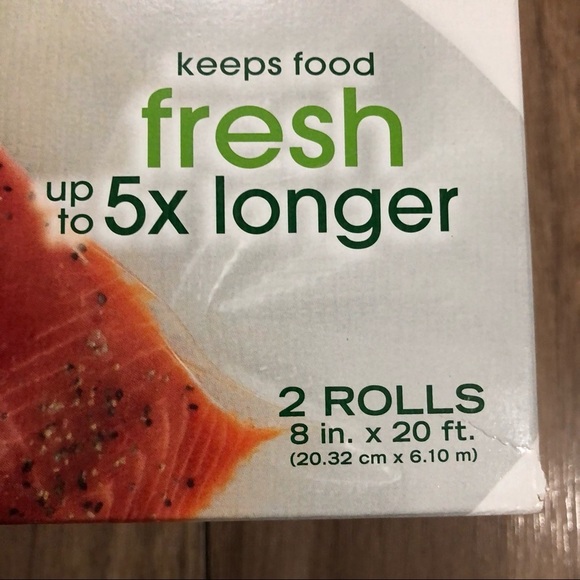 keeps food
fresh
up to 5x longer
2 ROLLS
8 in. x 20 ft.
(20.32 cm x 6.10 m)